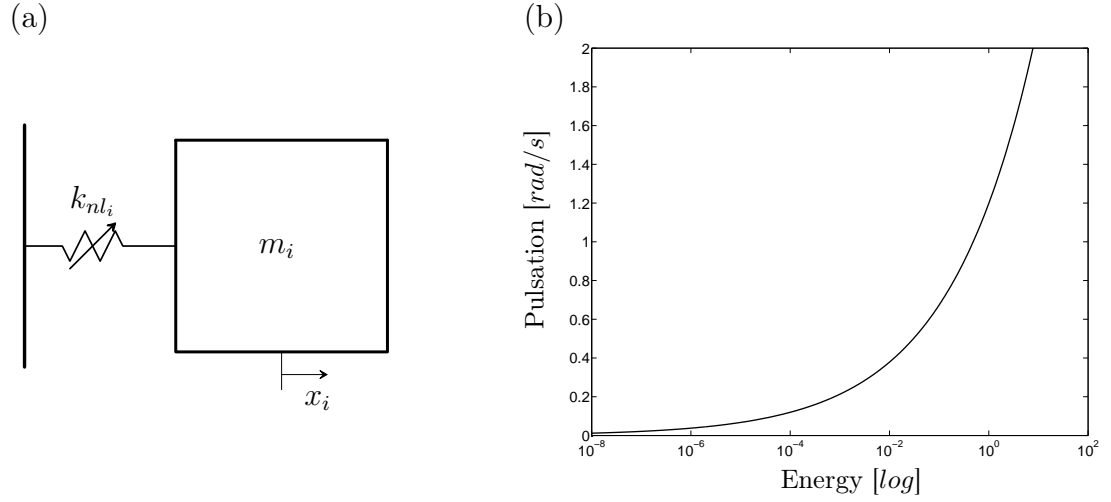 (a)
k_{nl_i}
m_i
x_i
(b)
Pulsation [rad/s]
2
1.8
1.6
1.4
1.2
1
0.8
0.6
0.4
0.2
0
10^{-8} 10^{-6} 10^{-4} 10^{-2} 10^{0} 10^{2}
Energy [log]